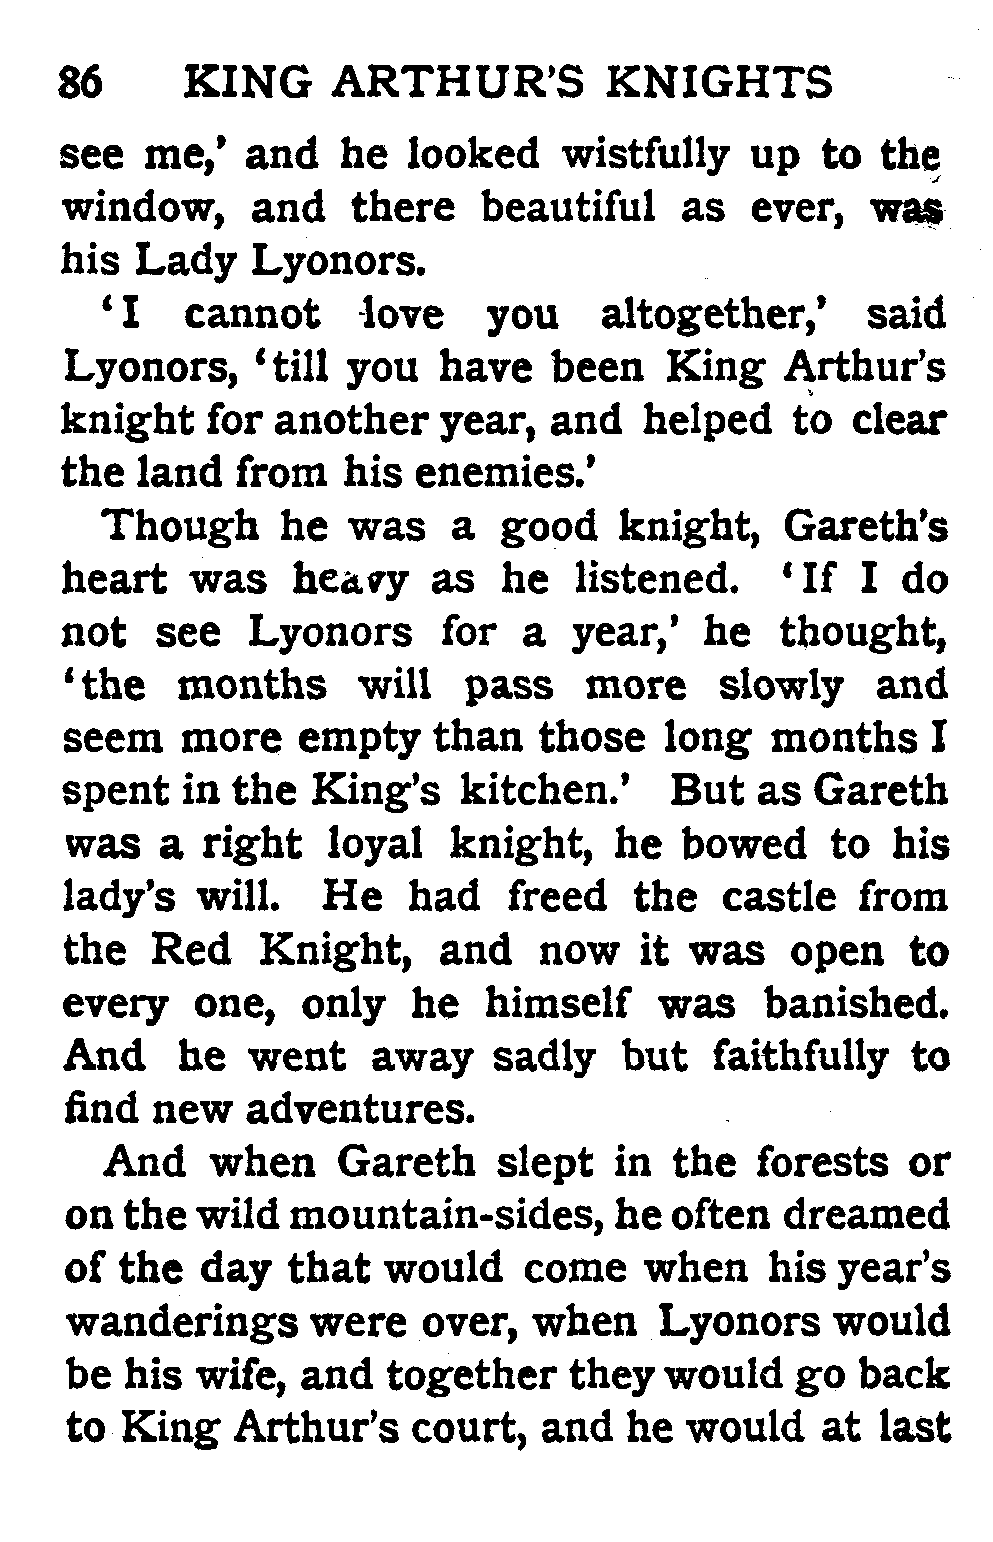 86 KING ARTHUR'S KNIGHTS
see me,' and he looked wistfully up to the
window, and there beautiful as ever, was
his Lady Lyonors.
'I cannot love you altogether,' said
Lyonors, 'till you have been King Arthur's
knight for another year, and helped to clear
the land from his enemies.'
Though he was a good knight, Gareth's
heart was heavy as he listened. 'If I do
not see Lyonors for a year,' he thought,
'the months will pass more slowly and
seem more empty than those long months I
spent in the King's kitchen.' But as Gareth
was a right loyal knight, he bowed to his
lady's will. He had freed the castle from
the Red Knight, and now it was open to
every one, only he himself was banished.
And he went away sadly but faithfully to
find new adventures.
And when Gareth slept in the forests or
on the wild mountain-sides, he often dreamed
of the day that would come when his year's
wanderings were over, when Lyonors would
be his wife, and together they would go back
to King Arthur's court, and he would at last